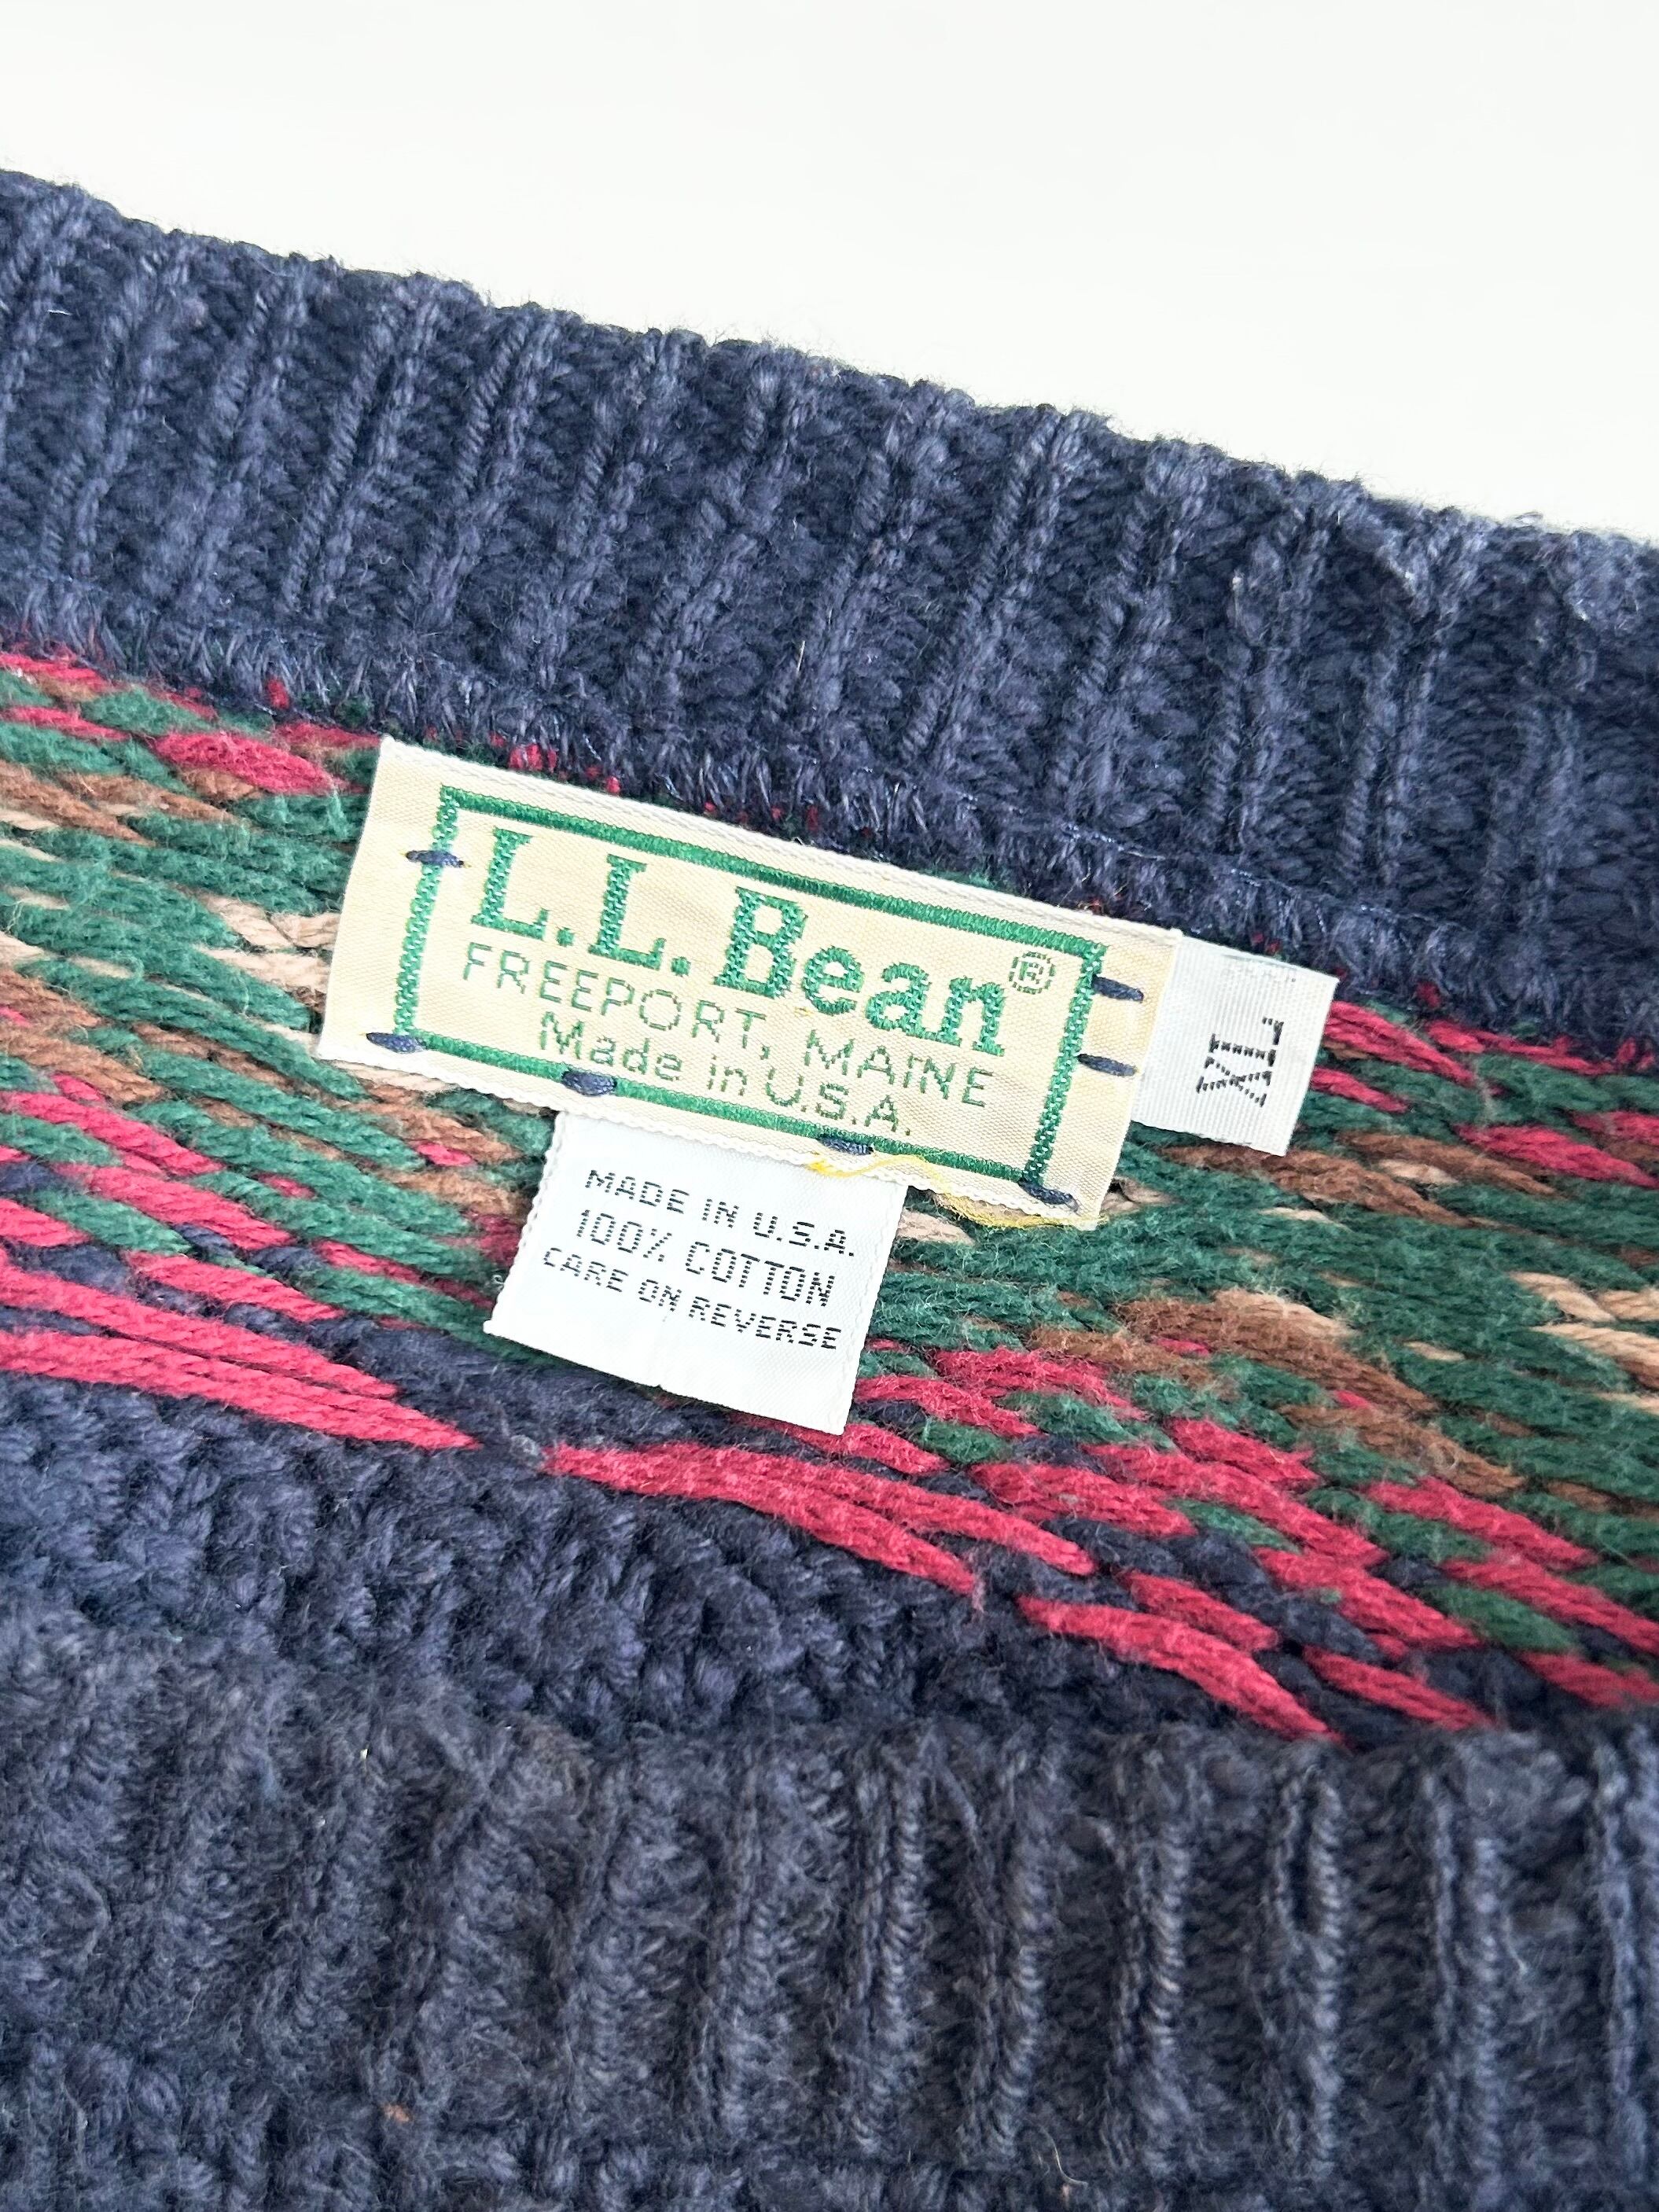 L.L.Bean®
FREEPORT, MAINE
Made in U.S.A.
XL
MADE IN U.S.A.
100% COTTON
CARE ON REVERSE